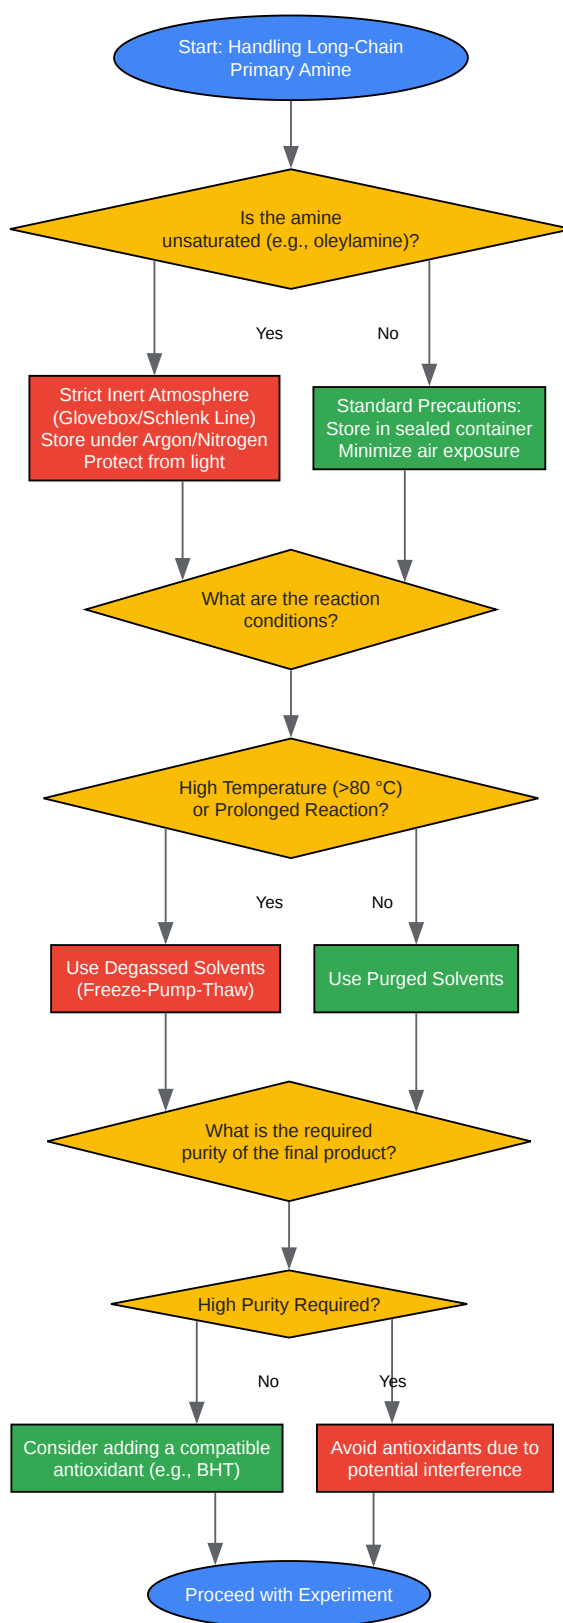 Start: Handling Long-Chain
Primary Amine
Is the amine
unsaturated (e.g., oleylamine)?
Yes
No
Strict Inert Atmosphere
(Glovebox/Schlenk Line)
Store under Argon/Nitrogen
Protect from light
Standard Precautions:
Store in sealed container
Minimize air exposure
What are the reaction
conditions?
High Temperature (>80 °C)
or Prolonged Reaction?
Yes
No
Use Degassed Solvents
(Freeze-Pump-Thaw)
Use Purged Solvents
What is the required
purity of the final product?
High Purity Required?
No
Yes
Consider adding a compatible
antioxidant (e.g., BHT)
Avoid antioxidants due to
potential interference
Proceed with Experiment